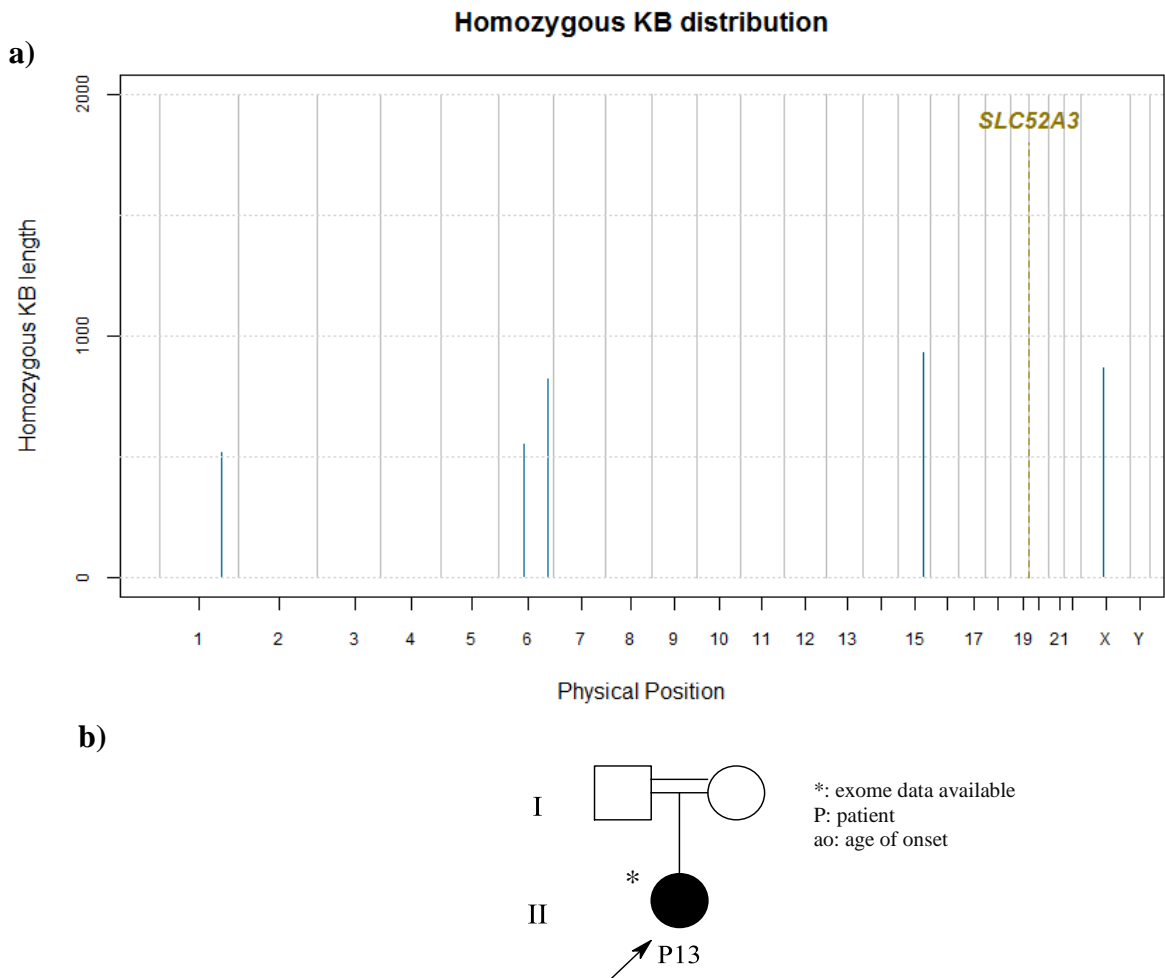 Homozygous KB distribution
a)
SLC52A3
Homozygous KB length
2000
1000
0
1 2 3 4 5 6 7 8 9 10 11 12 13 15 17 19 21 X Y
Physical Position
b)
I
*: exome data available
P: patient
ao: age of onset
*
II
P13